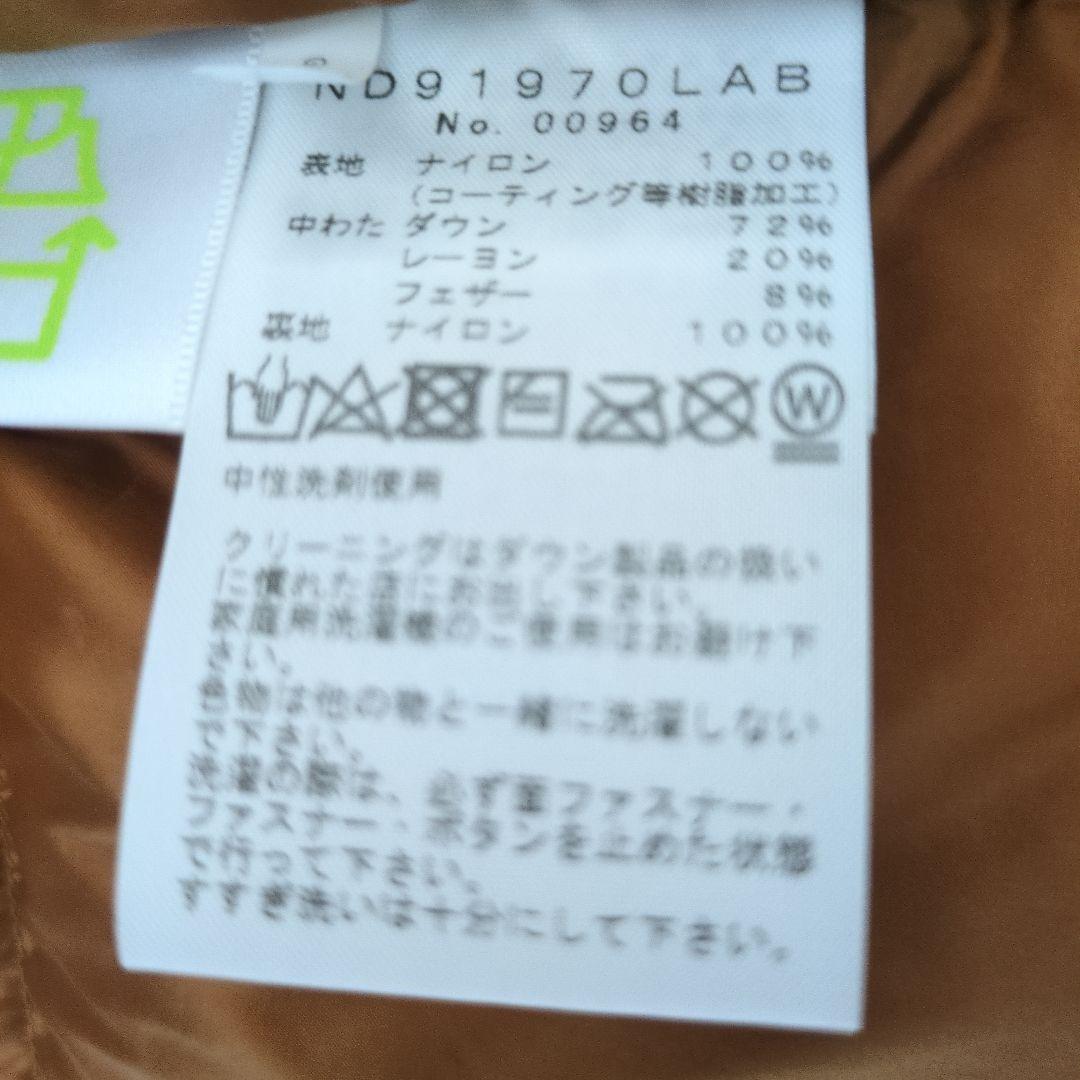 ND91970LAB
No. 00964
表地 ナイロン 100%
(コーティング等樹脂加工)
中わた ダウン 72%
レーヨン 20%
フェザー 8%
裏地 ナイロン 100%
W
中性洗剤使用
クリーニングはダウン製品の扱い
に慣れた店にお出し下さい。
家庭用洗濯機のご使用はお避け下
さい。
色物は他の物と一緒に洗濯しない
で下さい。
洗濯の際は、必ず面ファスナー・
ファスナー・ボタンを止めた状態
で行って下さい。
すすぎ洗いは十分にして下さい。